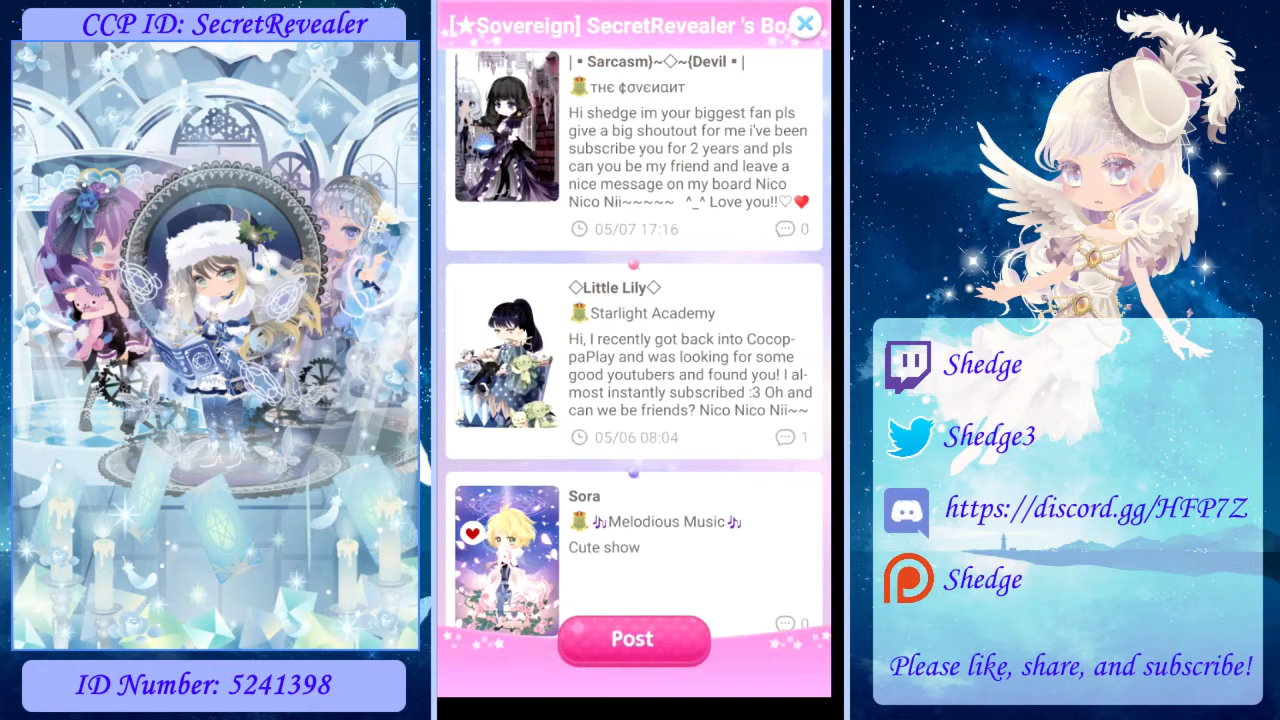 CCP ID: SecretRevealer
ID Number: 5241398
[★Sovereign] SecretRevealer 's Bo
|▪Sarcasm}~◇~{Devil▪|
тнє ¢σνєиαит
Hi shedge im your biggest fan pls
give a big shoutout for me i've been
subscribe you for 2 years and pls
can you be my friend and leave a
nice message on my board Nico
Nico Nii~~~~~ ^_^ Love you!!♡❤
05/07 17:16
0
◇Little Lily◇
Starlight Academy
Hi, I recently got back into Cocop-
paPlay and was looking for some
good youtubers and found you! I al-
most instantly subscribed :3 Oh and
can we be friends? Nico Nico Nii~~
05/06 08:04
1
Sora
🎶Melodious Music🎶
Cute show
0
Post
Shedge
Shedge3
https://discord.gg/HFP7Z
Shedge
Please like, share, and subscribe!